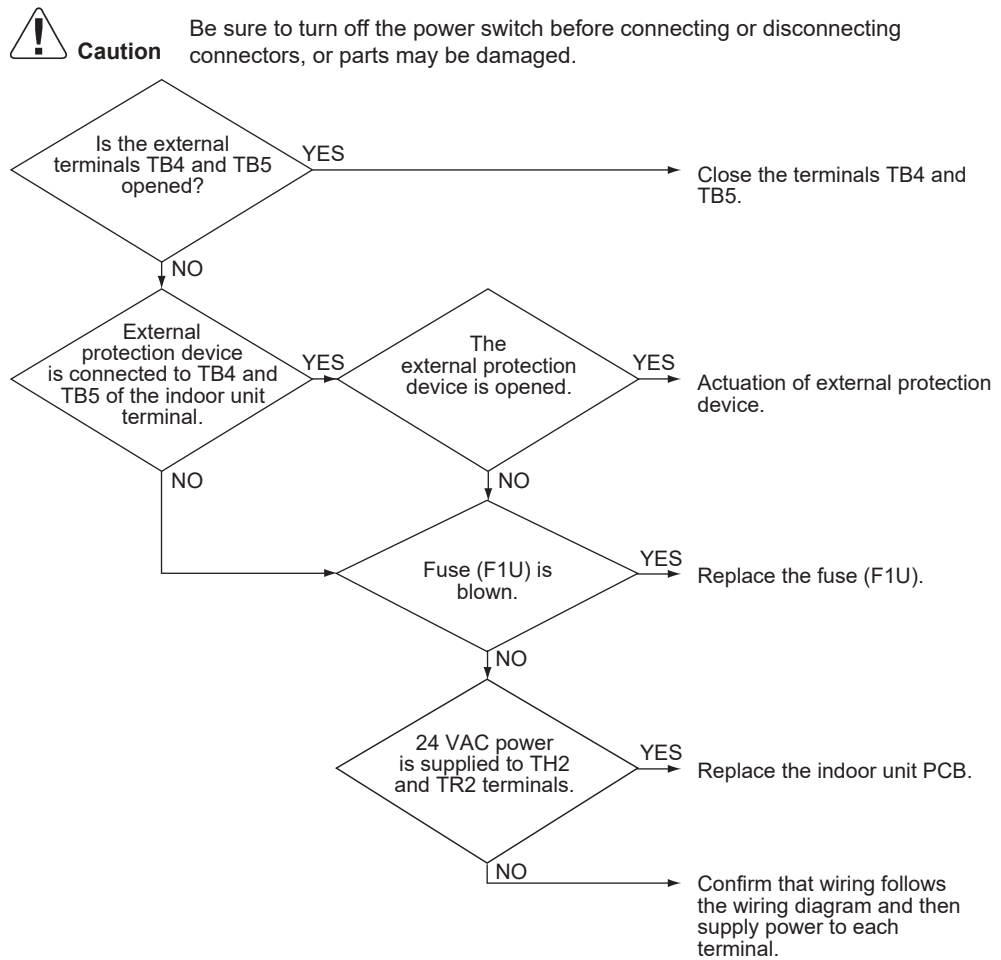 Caution
Be sure to turn off the power switch before connecting or disconnecting
connectors, or parts may be damaged.
Is the external
terminals TB4 and TB5
opened?
YES
Close the terminals TB4 and
TB5.
NO
External
protection device
is connected to TB4 and
TB5 of the indoor unit
terminal.
YES
The
external protection
device is opened.
YES
Actuation of external protection
device.
NO
NO
Fuse (F1U) is
blown.
YES
Replace the fuse (F1U).
NO
24 VAC power
is supplied to TH2
and TR2 terminals.
YES
Replace the indoor unit PCB.
NO
Confirm that wiring follows
the wiring diagram and then
supply power to each
terminal.